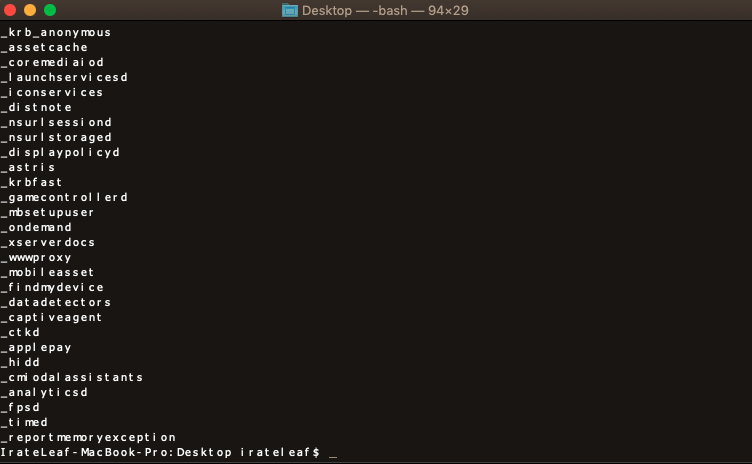 Desktop — -bash — 94×29
_krb_anonymous
_assetcache
_coremediaiod
_launchservicesd
_iconservices
_distnote
_nsurlsessiond
_nsurlstoraged
_displaypolicyd
_astris
_krbfast
_gamecontrollerd
_mbsetupuser
_ondemand
_xserverdocs
_wwwproxy
_mobileasset
_findmydevice
_datadetectors
_captiveagent
_ctkd
_applepay
_hidd
_cmiodalassistants
_analyticsd
_fpsd
_timed
_reportmemoryexception
IrateLeaf-MacBook-Pro:Desktop irateleaf$ _